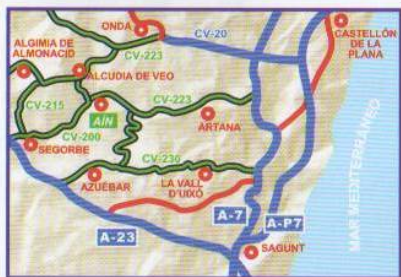 ONDA
CV-20
CASTELLÓN
DE LA
PLANA
ALGIMIA DE
ALMONACID
CV-223
ALCUDIA DE VEO
CV-215
CV-223
AÍN
ARTANA
CV-200
SEGORBE
CV-230
AZUÉBAR
LA VALL
D'UIXÓ
MAR MEDITERRÁNEO
A-7
A-P7
A-23
SAGUNT